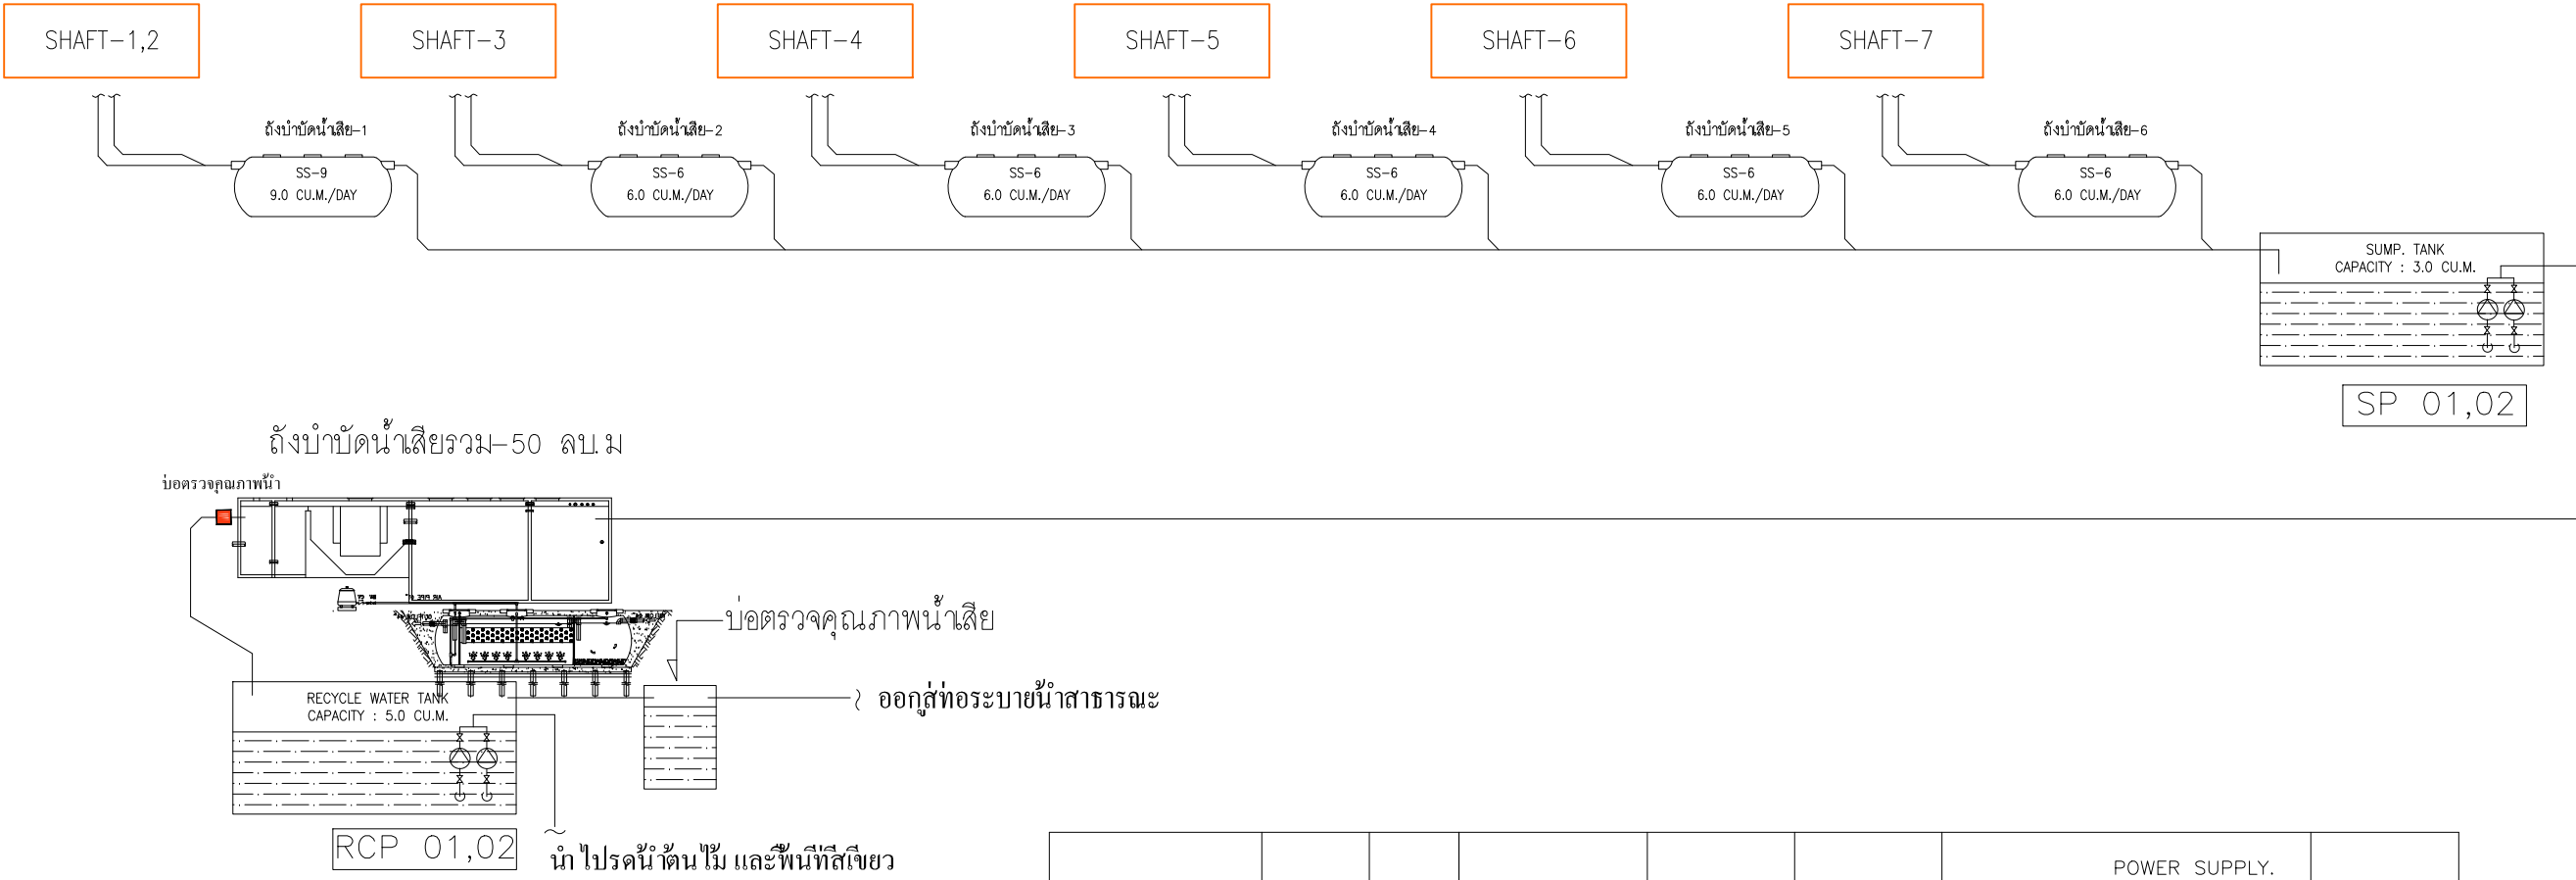 SHAFT-1,2 SHAFT-3 SHAFT-4 SHAFT-5 SHAFT-6 SHAFT-7
ถังบำบัดน้ำเสีย-1 ถังบำบัดน้ำเสีย-2 ถังบำบัดน้ำเสีย-3 ถังบำบัดน้ำเสีย-4 ถังบำบัดน้ำเสีย-5 ถังบำบัดน้ำเสีย-6
SS-9 SS-6 SS-6 SS-6 SS-6 SS-6
9.0 CU.M./DAY 6.0 CU.M./DAY 6.0 CU.M./DAY 6.0 CU.M./DAY 6.0 CU.M./DAY 6.0 CU.M./DAY
SUMP. TANK
CAPACITY : 3.0 CU.M.
SP 01,02
ถังบำบัดน้ำเสียรวม-50 ลบ.ม
บ่อตรวจคุณภาพน้ำ
บ่อตรวจคุณภาพน้ำเสีย
RECYCLE WATER TANK
CAPACITY : 5.0 CU.M.
ออกสู่ท่อระบายน้ำสาธารณะ
RCP 01,02
นำไปรดน้ำต้นไม้ และพื้นที่สีเขียว
POWER SUPPLY.